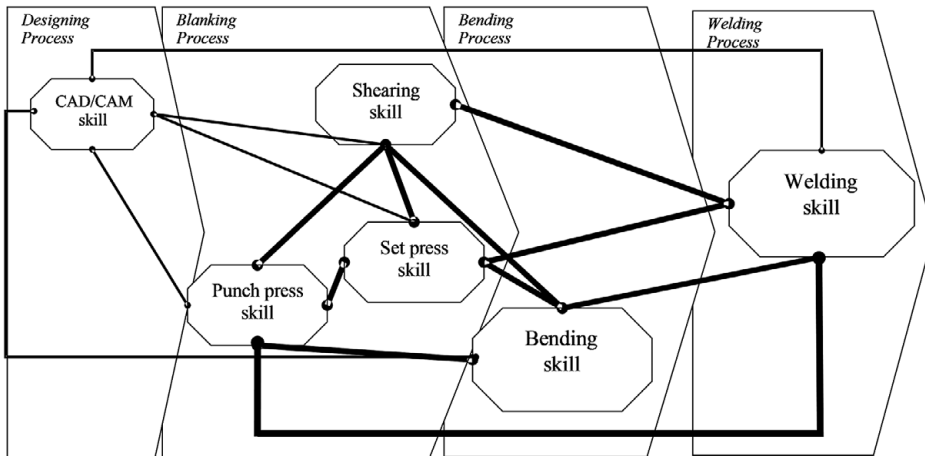 Designing
Process
Blanking
Process
Bending
Process
Welding
Process
CAD/CAM
skill
Shearing
skill
Welding
skill
Set press
skill
Punch press
skill
Bending
skill